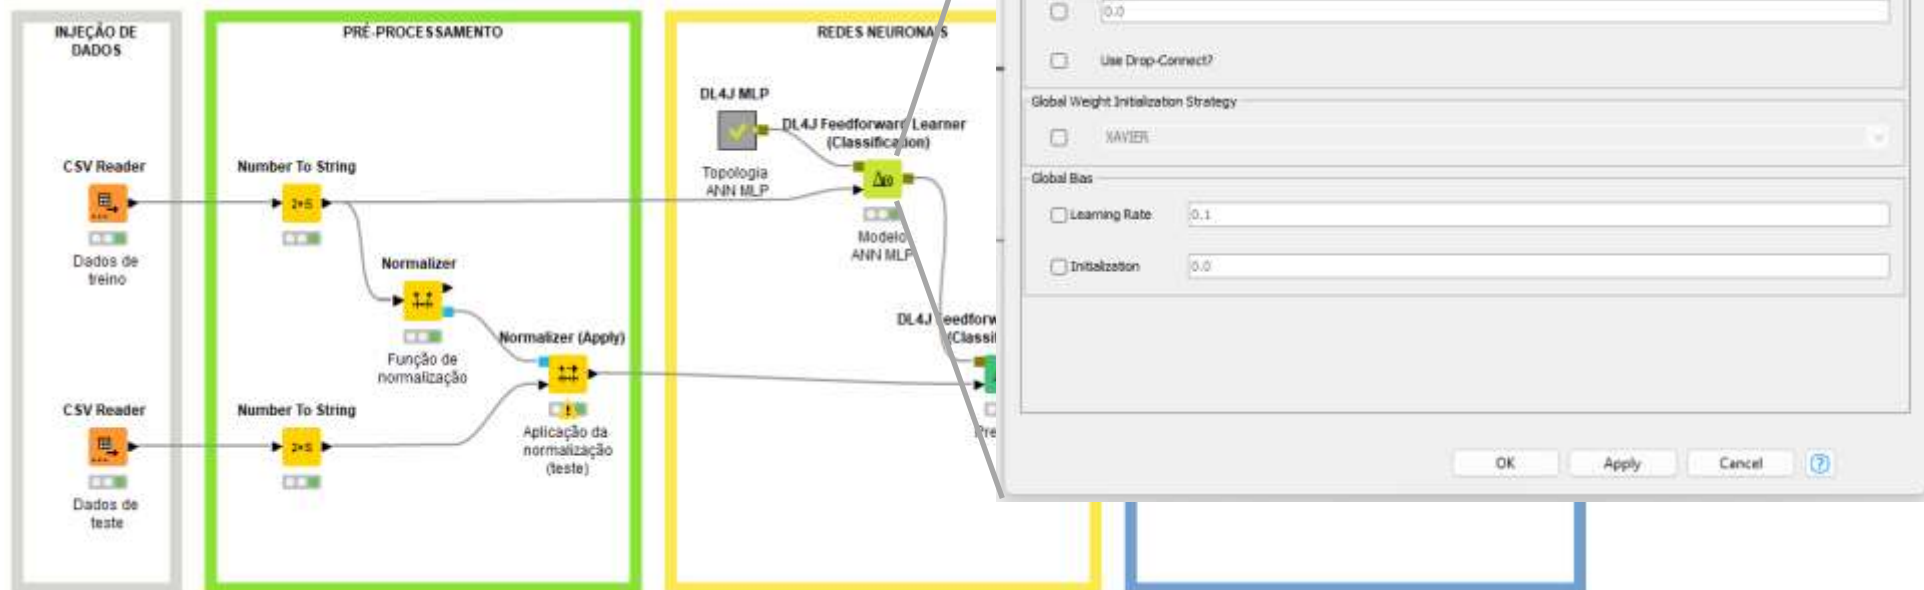 INJEÇÃO DE
DADOS
CSV Reader
Dados de
treino
CSV Reader
Dados de
teste
PRÉ-PROCESSAMENTO
Number To String
2→S
Normalizer
Função de
normalização
Normalizer (Apply)
Aplicação da
normalização
(teste)
Number To String
2→S
REDES NEURONAIS
DL4J MLP
Topologia
ANN MLP
DL4J Feedforward Learner
(Classification)
Modelo
ANN MLP
DL4J
0.0
Use Drop-Connect?
Global Weight Initialization Strategy
XAVIER
Global Bias
Learning Rate
0.1
Initialization
0.0
OK
Apply
Cancel
?